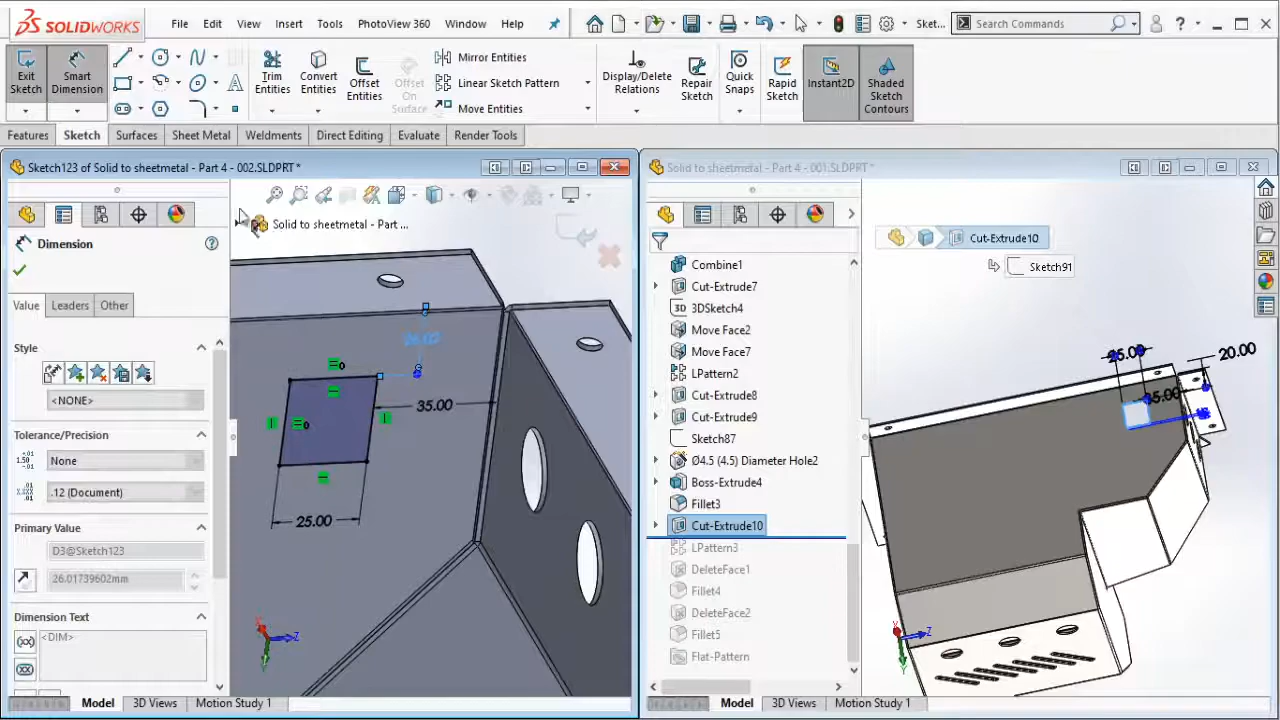 SOLIDWORKS
File Edit View Insert Tools PhotoView 360 Window Help
Sket...
Search Commands
Exit Sketch
Smart Dimension
Trim Entities
Convert Entities
Offset Entities
Offset On Surface
Mirror Entities
Linear Sketch Pattern
Move Entities
Display/Delete Relations
Repair Sketch
Quick Snaps
Rapid Sketch
Instant2D
Shaded Sketch Contours
Features Sketch Surfaces Sheet Metal Weldments Direct Editing Evaluate Render Tools
Sketch123 of Solid to sheetmetal - Part 4 - 002.SLDPRT *
Solid to sheetmetal - Part ...
Dimension
Value Leaders Other
Style
<NONE>
Tolerance/Precision
None
.12 (Document)
Primary Value
D3@Sketch123
26.01739602mm
Dimension Text
<DIM>
35.00
25.00
Model 3D Views Motion Study 1
Solid to sheetmetal - Part 4 - 001.SLDPRT *
Combine1
Cut-Extrude7
3D 3DSketch4
Move Face2
Move Face7
LPattern2
Cut-Extrude8
Cut-Extrude9
Sketch87
Ø4.5 (4.5) Diameter Hole2
Boss-Extrude4
Fillet3
Cut-Extrude10
LPattern3
DeleteFace1
Fillet4
DeleteFace2
Fillet5
Flat-Pattern
Cut-Extrude10
Sketch91
25.00
20.00
35.00
Model 3D Views Motion Study 1